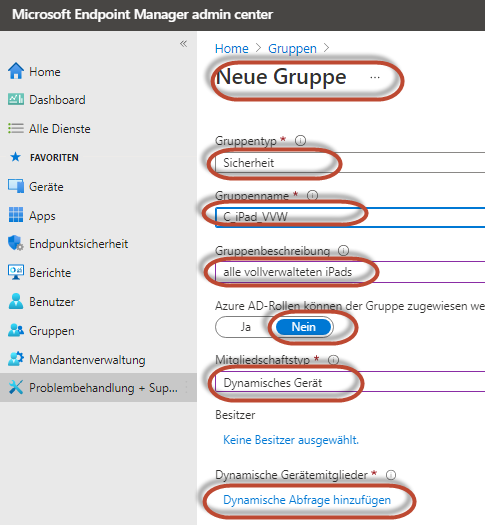 Microsoft Endpoint Manager admin center
«
Home
Dashboard
Alle Dienste
FAVORITEN
Geräte
Apps
Endpunktsicherheit
Berichte
Benutzer
Gruppen
Mandantenverwaltung
Problembehandlung + Sup...
Home > Gruppen >
Neue Gruppe ...
Gruppentyp *
Sicherheit
Gruppenname *
C_iPad_VVW
Gruppenbeschreibung
alle vollverwalteten iPads
Azure AD-Rollen können der Gruppe zugewiesen we
Ja Nein
Mitgliedschaftstyp *
Dynamisches Gerät
Besitzer
Keine Besitzer ausgewählt.
Dynamische Gerätemitglieder *
Dynamische Abfrage hinzufügen